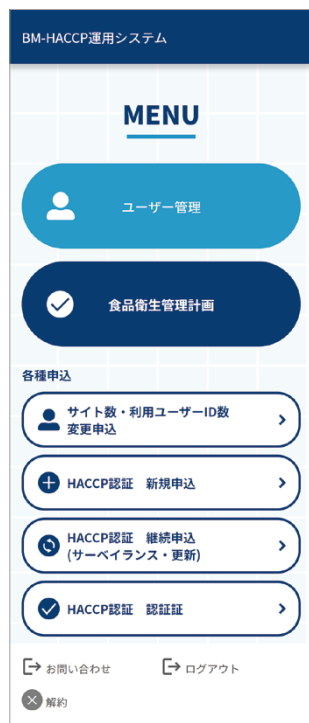 BM-HACCP運用システム
MENU
ユーザー管理
食品衛生管理計画
各種申込
サイト数・利用ユーザーID数
変更申込
HACCP認証　新規申込
HACCP認証　継続申込
(サーベイランス・更新)
HACCP認証　認証証
お問い合わせ
ログアウト
解約